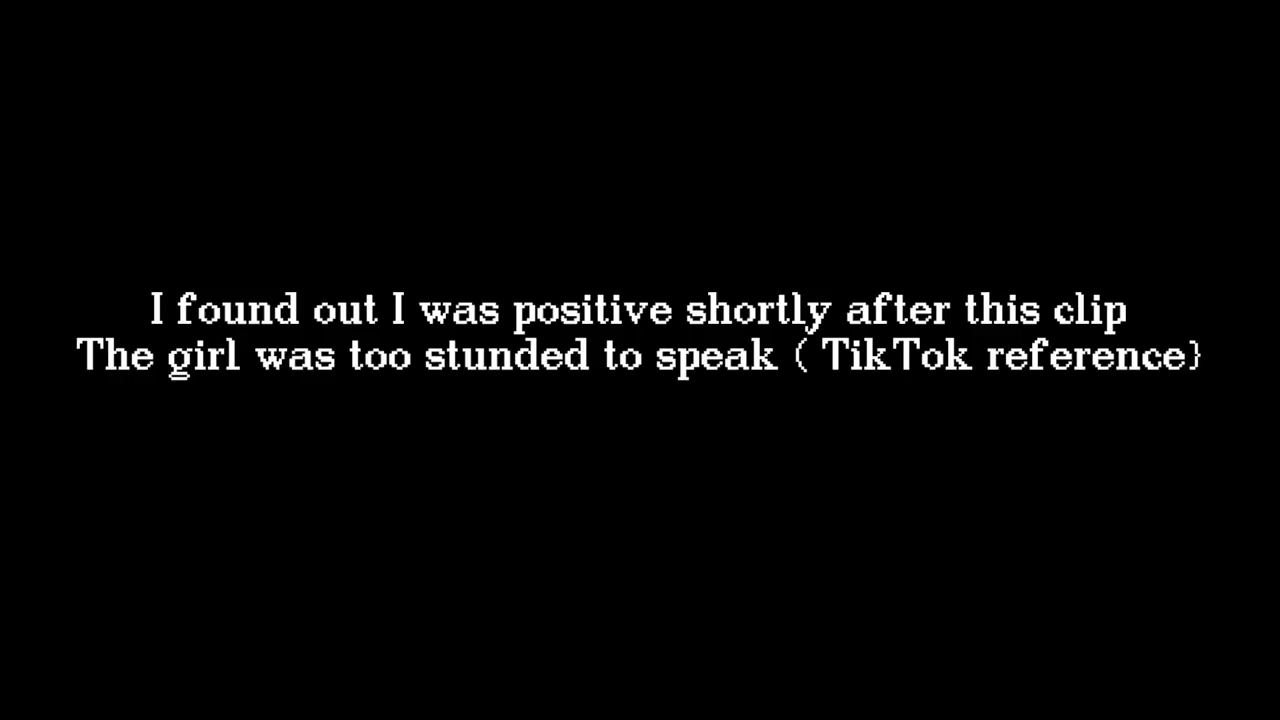 I found out I was positive shortly after this clip
The girl was too stunded to speak ( TikTok reference}